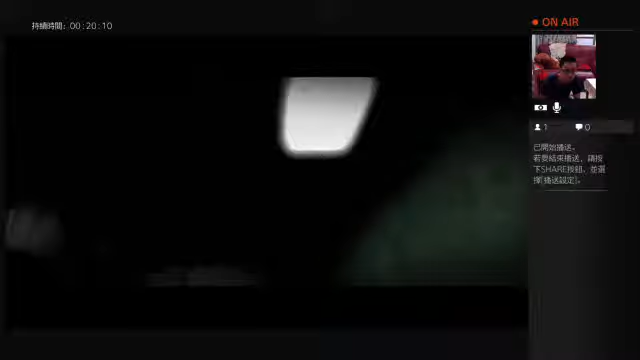 持續時間: 00:20:10
ON AIR
1
0
已開始播送。
若要結束播送，請按
下SHARE按鈕，並選
擇[播送設定]。